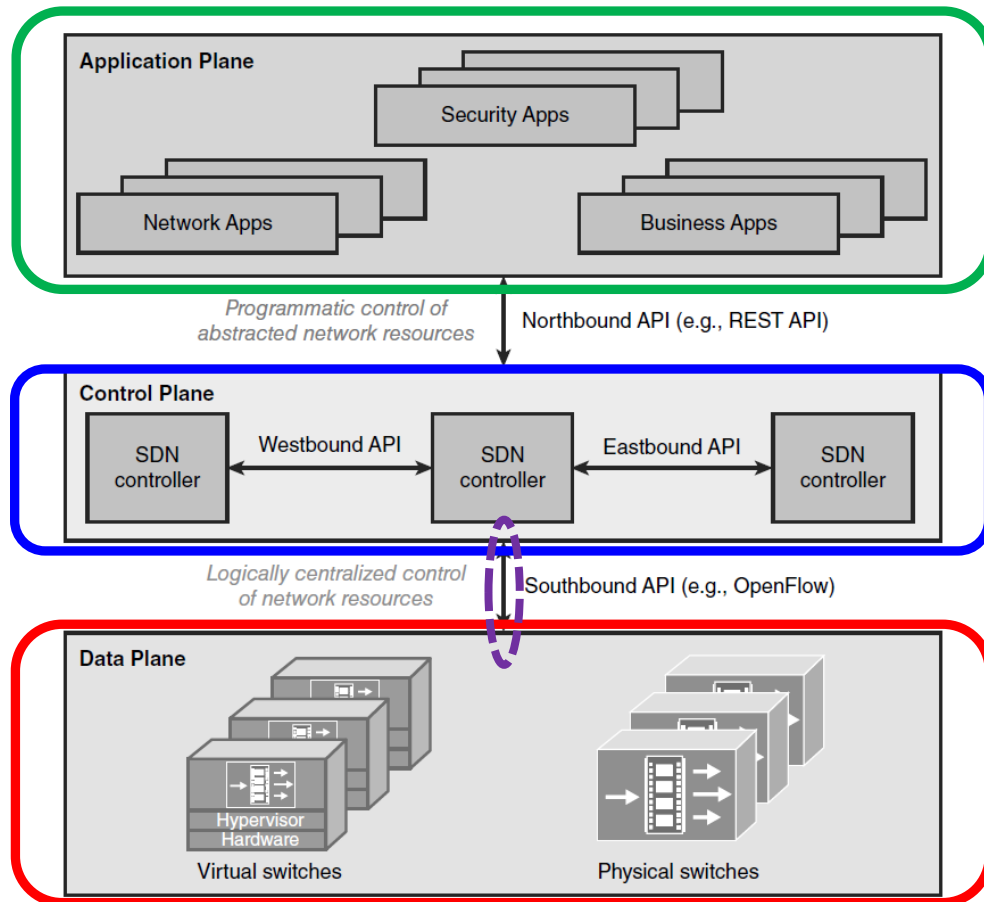 Application Plane
Security Apps
Network Apps
Business Apps
Programmatic control of
abstracted network resources
Northbound API (e.g., REST API)
Control Plane
SDN
controller
Westbound API
SDN
controller
Eastbound API
SDN
controller
Logically centralized control
of network resources
Southbound API (e.g., OpenFlow)
Data Plane
Hypervisor
Hardware
Virtual switches
Physical switches